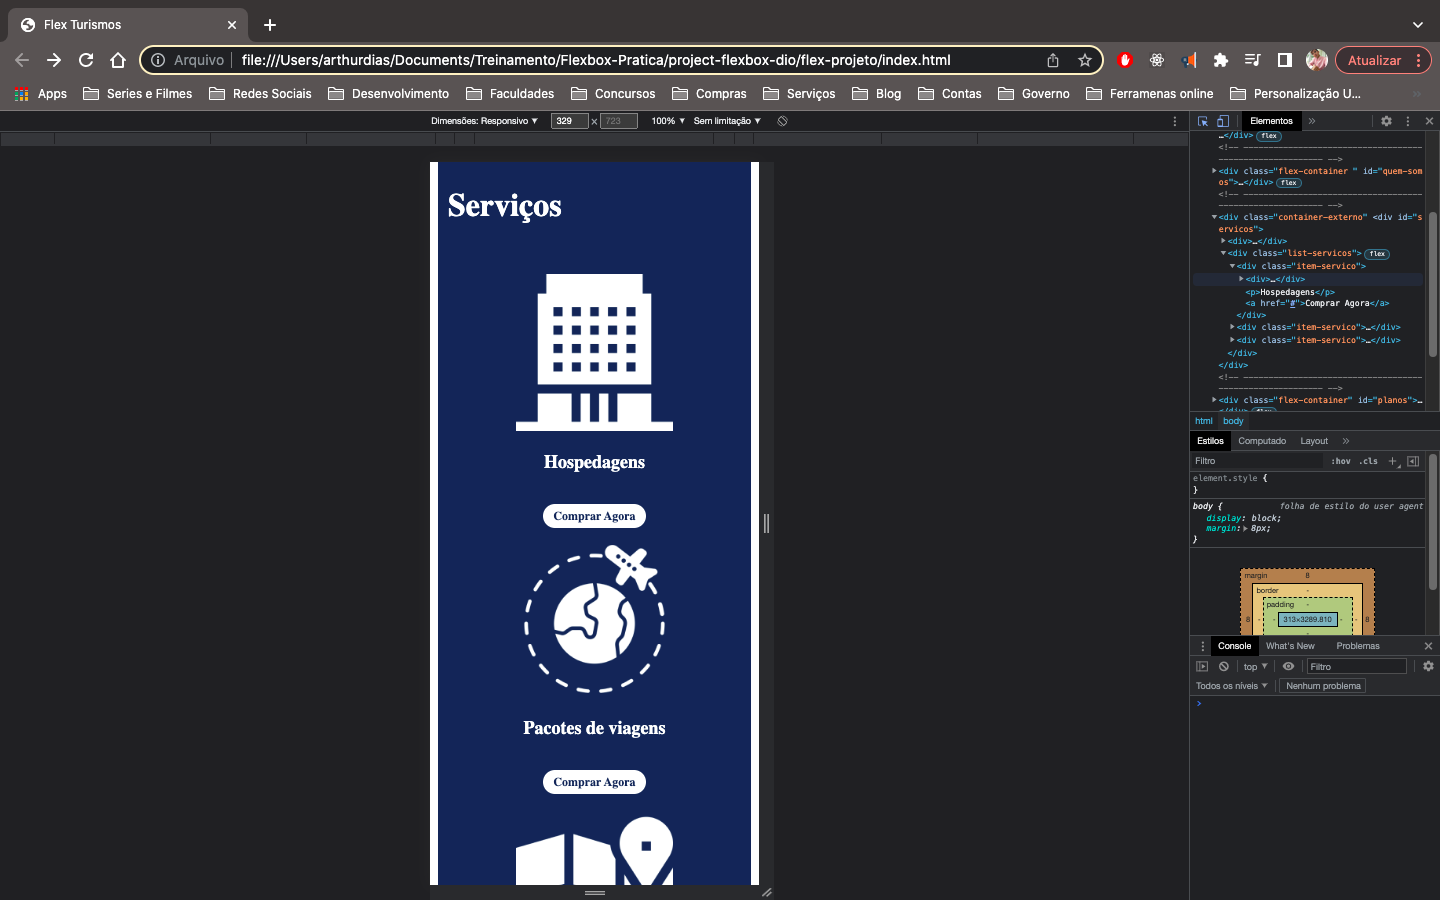 Flex Turismos
Arquivo file:///Users/arthurdias/Documents/Treinamento/Flexbox-Pratica/project-flexbox-dio/flex-projeto/index.html
Atualizar
Apps Series e Filmes Redes Sociais Desenvolvimento Faculdades Concursos Compras Serviços Blog Contas Governo Ferramenas online Personalização U...
Dimensões: Responsivo 329 x 723 100% Sem limitação
Serviços
Hospedagens
Comprar Agora
Pacotes de viagens
Comprar Agora
Elementos
…</div> flex
<!-- ----------------------------------------
----------------------- -->
<div class="flex-container " id="quem-som
os">…</div> flex
<!-- ----------------------------------------
----------------------- -->
<div class="container-externo" <div id="s
ervicos">
<div>…</div>
<div class="list-servicos"> flex
<div class="item-servico">
<div>…</div>
<p>Hospedagens</p>
<a href="#">Comprar Agora</a>
</div>
<div class="item-servico">…</div>
<div class="item-servico">…</div>
</div>
</div>
<!-- ----------------------------------------
----------------------- -->
<div class="flex-container" id="planos">…
</div> flex
html body
Estilos Computado Layout
Filtro :hov .cls
element.style {
}
body { folha de estilo do user agent
display: block;
margin: 8px;
}
margin 8
border -
padding -
8 - - 313×3289.810 - - 8
-
Console What's New Problemas
top Filtro
Todos os níveis Nenhum problema
>